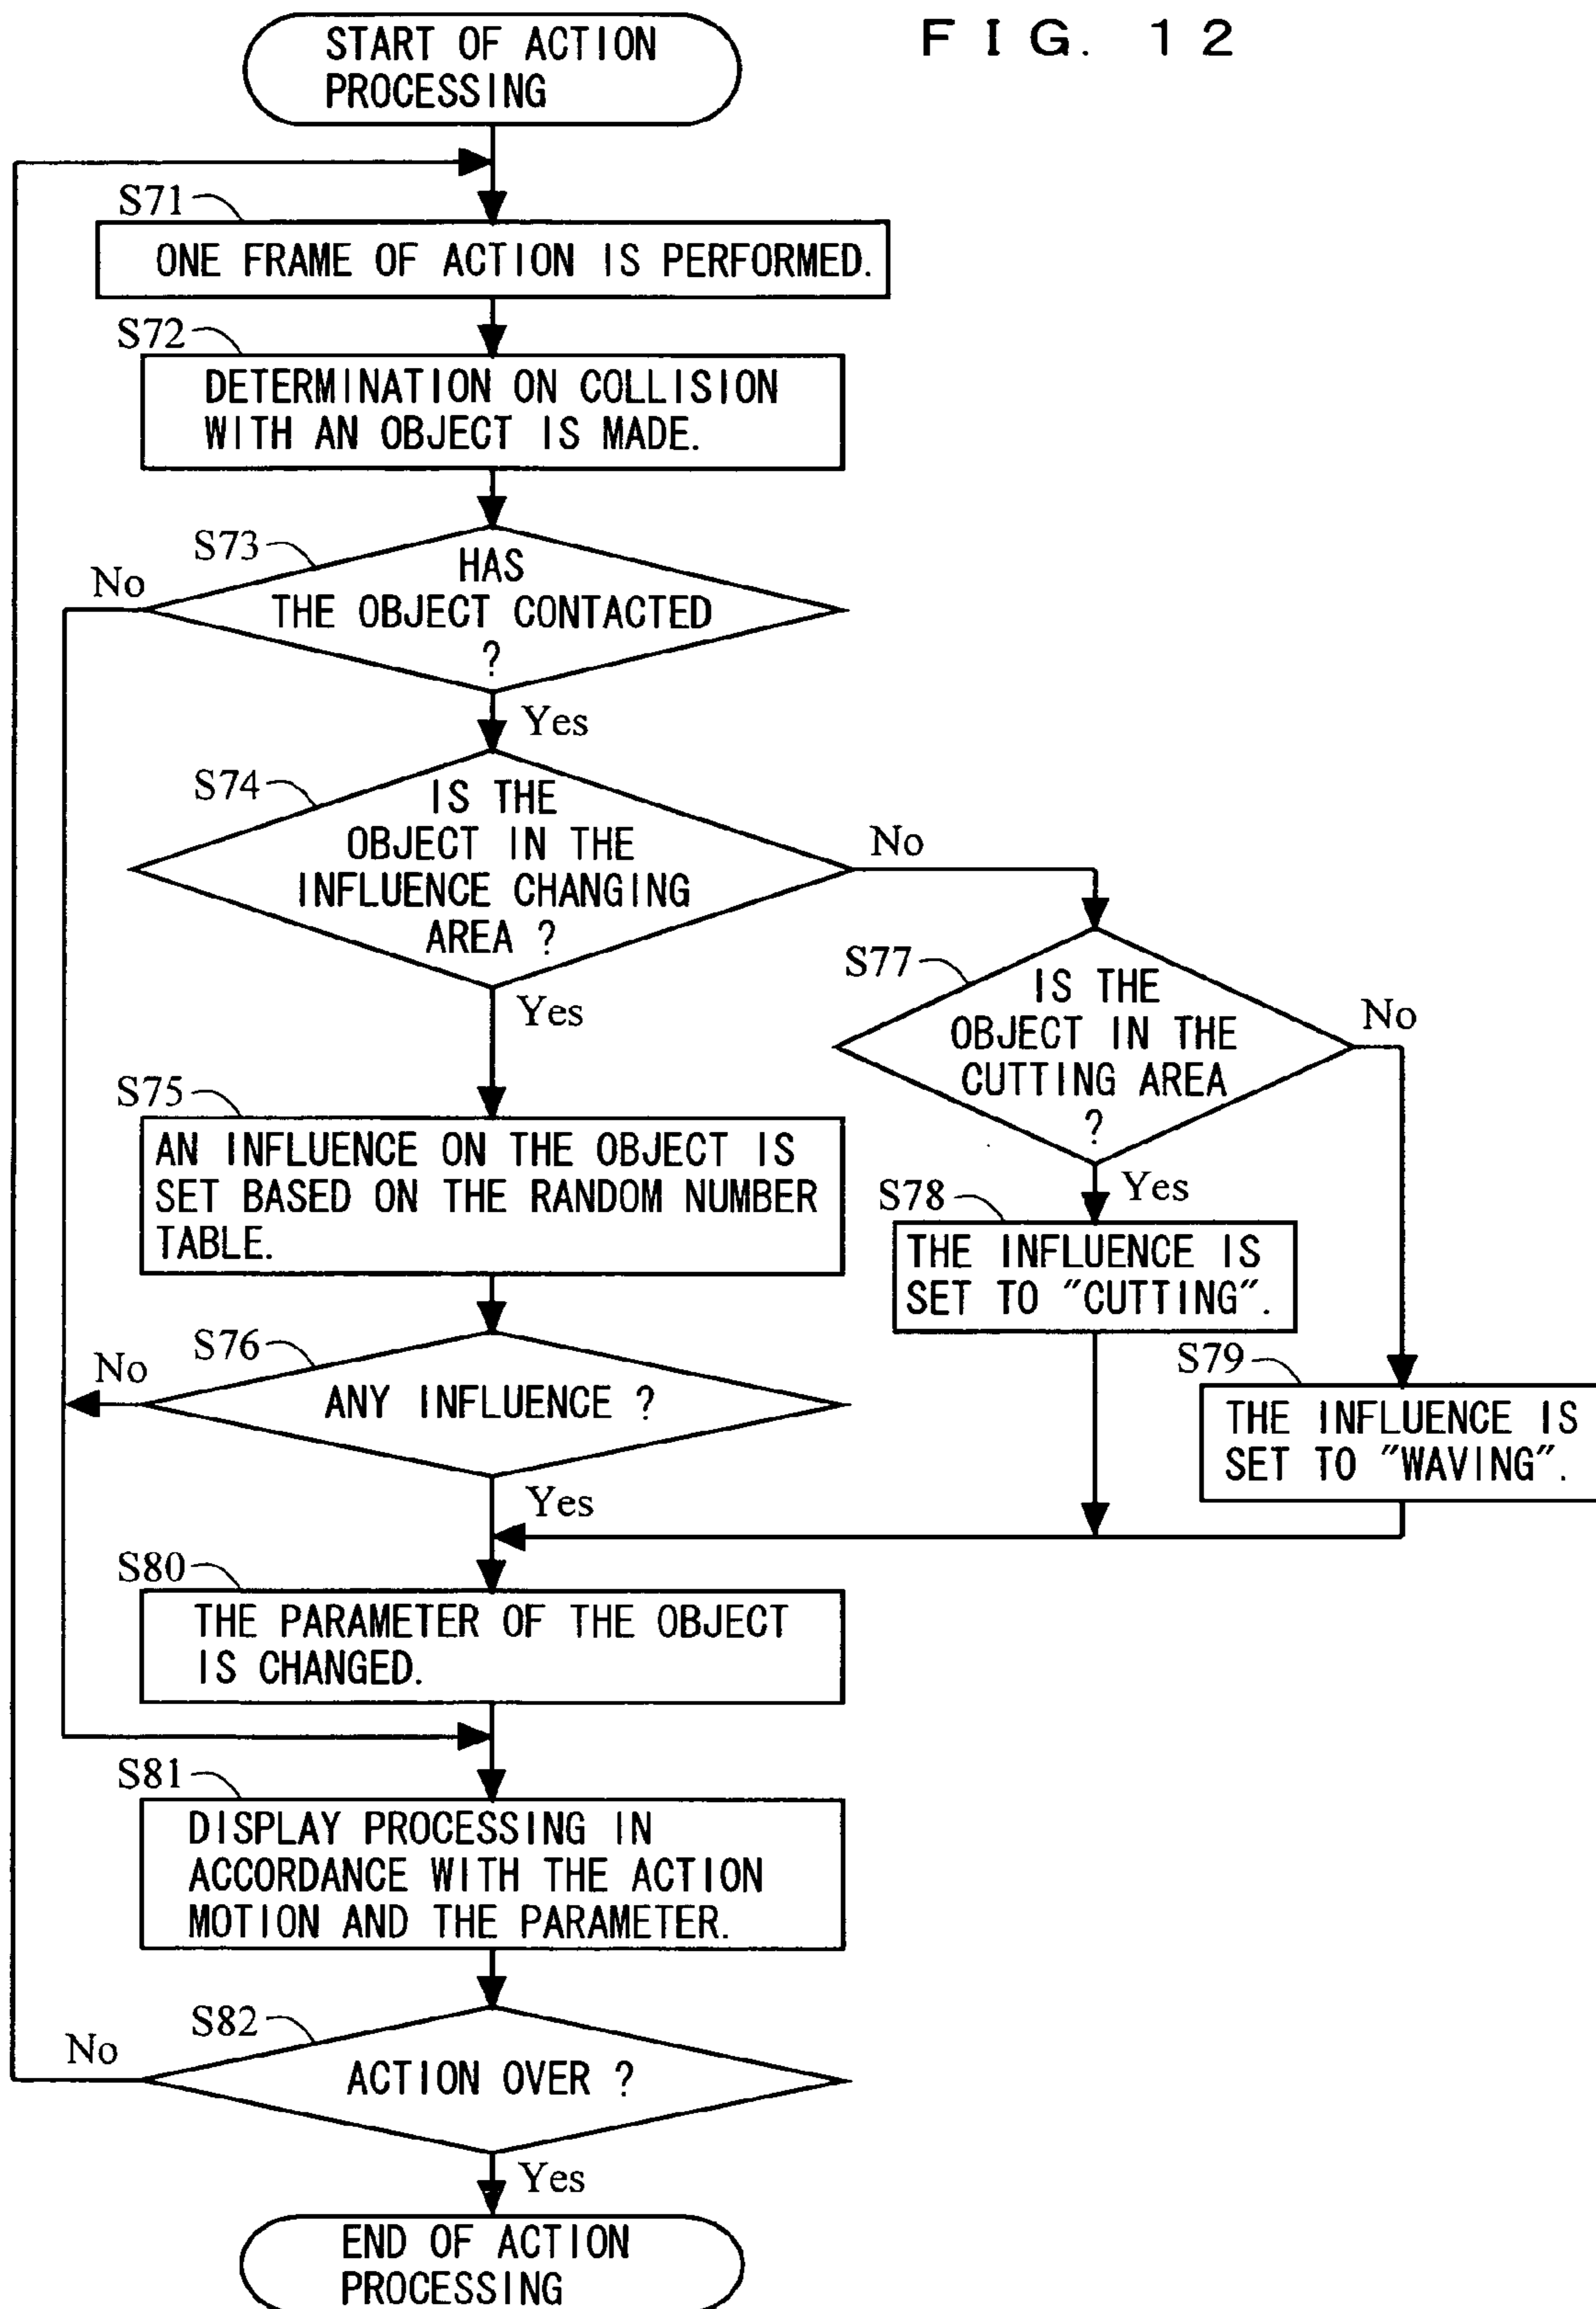 FIG. 12
START OF ACTION
PROCESSING
S71
ONE FRAME OF ACTION IS PERFORMED.
S72
DETERMINATION ON COLLISION
WITH AN OBJECT IS MADE.
S73
HAS
THE OBJECT CONTACTED
?
No
Yes
S74
IS THE
OBJECT IN THE
INFLUENCE CHANGING
AREA ?
No
Yes
S77
IS THE
OBJECT IN THE
CUTTING AREA
?
No
Yes
S75
AN INFLUENCE ON THE OBJECT IS
SET BASED ON THE RANDOM NUMBER
TABLE.
S78
THE INFLUENCE IS
SET TO "CUTTING".
S76
ANY INFLUENCE ?
No
Yes
S79
THE INFLUENCE IS
SET TO "WAVING".
S80
THE PARAMETER OF THE OBJECT
IS CHANGED.
S81
DISPLAY PROCESSING IN
ACCORDANCE WITH THE ACTION
MOTION AND THE PARAMETER.
S82
ACTION OVER ?
No
Yes
END OF ACTION
PROCESSING